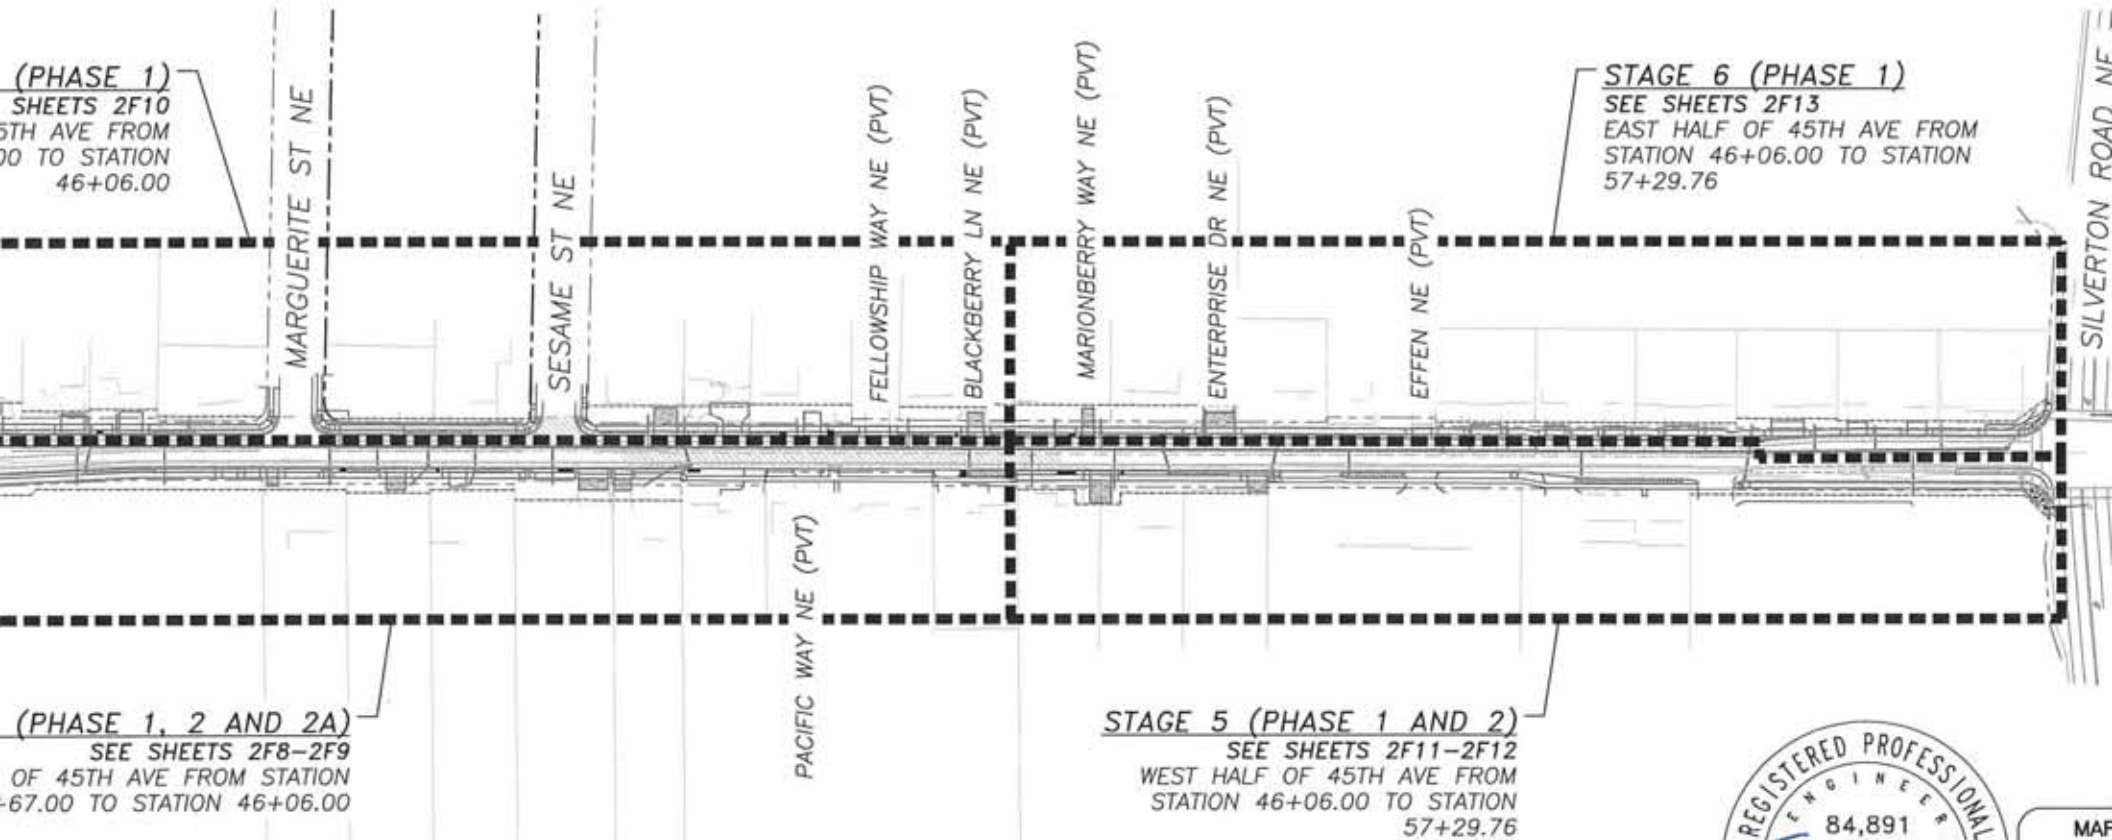 (PHASE 1)
SHEETS 2F10
5TH AVE FROM
00 TO STATION
46+06.00
MARGUERITE ST NE
SESAME ST NE
FELLOWSHIP WAY NE (PVT)
BLACKBERRY LN NE (PVT)
MARIONBERRY WAY NE (PVT)
ENTERPRISE DR NE (PVT)
EFFEN NE (PVT)
STAGE 6 (PHASE 1)
SEE SHEETS 2F13
EAST HALF OF 45TH AVE FROM
STATION 46+06.00 TO STATION
57+29.76
SILVERTON ROAD NE
(PHASE 1, 2 AND 2A)
SEE SHEETS 2F8-2F9
OF 45TH AVE FROM STATION
+67.00 TO STATION 46+06.00
PACIFIC WAY NE (PVT)
STAGE 5 (PHASE 1 AND 2)
SEE SHEETS 2F11-2F12
WEST HALF OF 45TH AVE FROM
STATION 46+06.00 TO STATION
57+29.76
REGISTERED PROFESSIONAL
ENGINEER
84,891
MAR